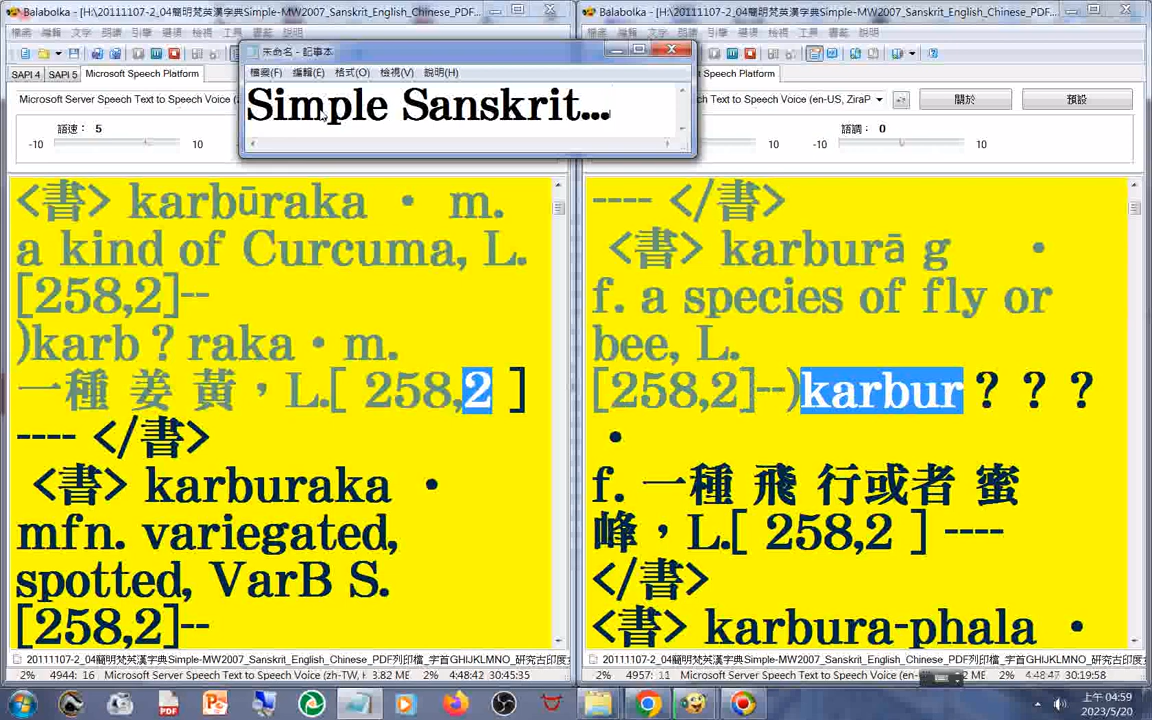 Balabolka - [H:\20111107-2_04簡明梵英漢字典Simple-MW2007_Sanskrit_English_Chinese_PDF...
Balabolka - [H:\20111107-2_04簡明梵英漢字典Simple-MW2007_Sanskrit_English_Chinese_PDF...
未命名 - 記事本
檔案(F) 編輯(E) 格式(O) 檢視(V) 說明(H)
Simple Sanskrit...
SAPI 4 SAPI 5 Microsoft Speech Platform
Speech Platform
Microsoft Server Speech Text to Speech Voice
Text to Speech Voice (en-US, ZiraP
關於
預設
語速： 5
-10 10
10
語調： 0
-10 10
<書> karbūraka • m.
a kind of Curcuma, L.
[258,2]--
)karb？raka • m.
一種 姜 黃，L.[ 258,2 ]
---- </書>
<書> karburaka •
mfn. variegated,
spotted, VarB S.
[258,2]--
---- </書>
<書> karburā g •
f. a species of fly or
bee, L.
[258,2]--)karbur？？？
•
f. 一種 飛 行或者 蜜
峰，L.[ 258,2 ] ----
</書>
<書> karbura-phala •
20111107-2_04簡明梵英漢字典Simple-MW2007_Sanskrit_English_Chinese_PDF列印檔_字首GHIJKLMNO_研究古印度
20111107-2_04簡明梵英漢字典Simple-MW2007_Sanskrit_English_Chinese_PDF列印檔_字首GHIJKLMNO_研究古印度
2% 4944: 16 Microsoft Server Speech Text to Speech Voice (zh-TW, H 3.82 MB 2% 4:48:42 30:45:35
2% 4957: 11 Microsoft Server Speech Text to Speech Voice (en- 2% 4:48:47 30:19:58
上午 04:59
2023/5/20